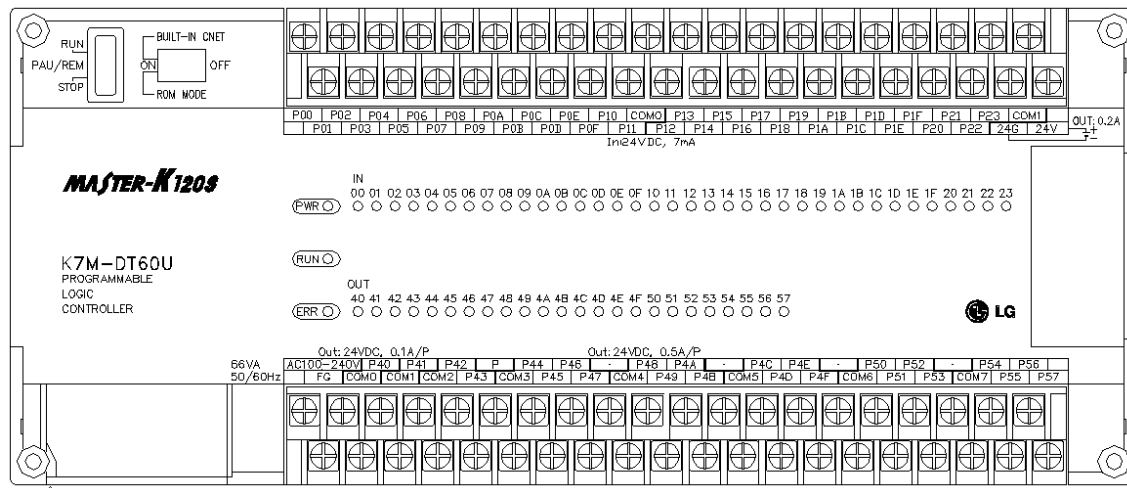 RUN
PAU/REM
STOP
BUILT-IN CNET
ON OFF
ROM MODE
P00 P02 P04 P06 P08 P0A P0C P0E P10 COM0 P13 P15 P17 P19 P1B P1D P1F P21 P23 COM1
P01 P03 P05 P07 P09 P0B P0D P0F P11 P12 P14 P16 P18 P1A P1C P1E P20 P22 24G 24V
OUT: 0.2A
In:24VDC, 7mA
MASTER-K120S
IN
00 01 02 03 04 05 06 07 08 09 0A 0B 0C 0D 0E 0F 10 11 12 13 14 15 16 17 18 19 1A 1B 1C 1D 1E 1F 20 21 22 23
PWR
K7M-DT60U
PROGRAMMABLE
LOGIC
CONTROLLER
RUN
OUT
40 41 42 43 44 45 46 47 48 49 4A 4B 4C 4D 4E 4F 50 51 52 53 54 55 56 57
ERR
LG
Out:24VDC, 0.1A/P Out:24VDC, 0.5A/P
66VA AC100-240V P40 P41 P42 P P44 P46 - P48 P4A - P4C P4E - P50 P52 - P54 P56
50/60Hz FG COM0 COM1 COM2 P43 COM3 P45 P47 COM4 P49 P4B COM5 P4D P4F COM6 P51 P53 COM7 P55 P57